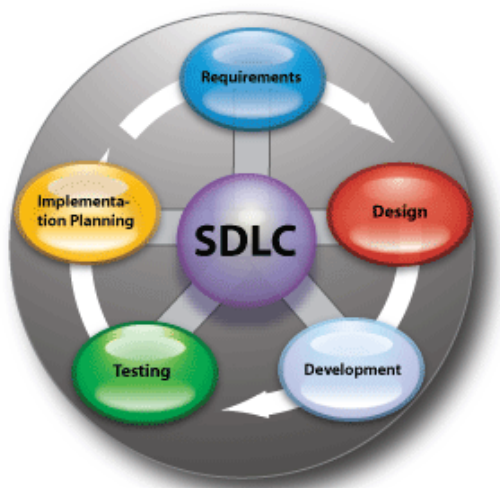 Requirements
Implementa-
tion Planning
Design
SDLC
Testing
Development